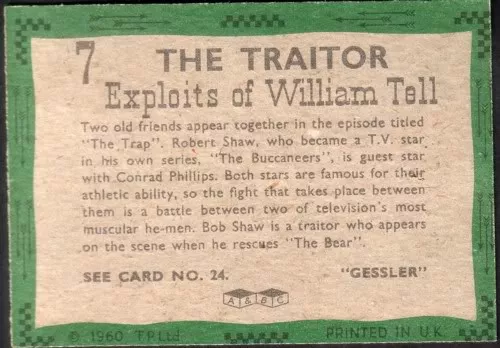 7 THE TRAITOR
Exploits of William Tell
Two old friends appear together in the episode titled
"The Trap". Robert Shaw, who became a T.V. star
in his own series, "The Buccaneers", is guest star
with Conrad Phillips. Both stars are famous for their
athletic ability, so the fight that takes place between
them is a battle between two of television's most
muscular he-men. Bob Shaw is a traitor who appears
on the scene when he rescues "The Bear".
SEE CARD NO. 24. "GESSLER"
A & B C
© 1960 T.P.Ltd PRINTED IN U.K.